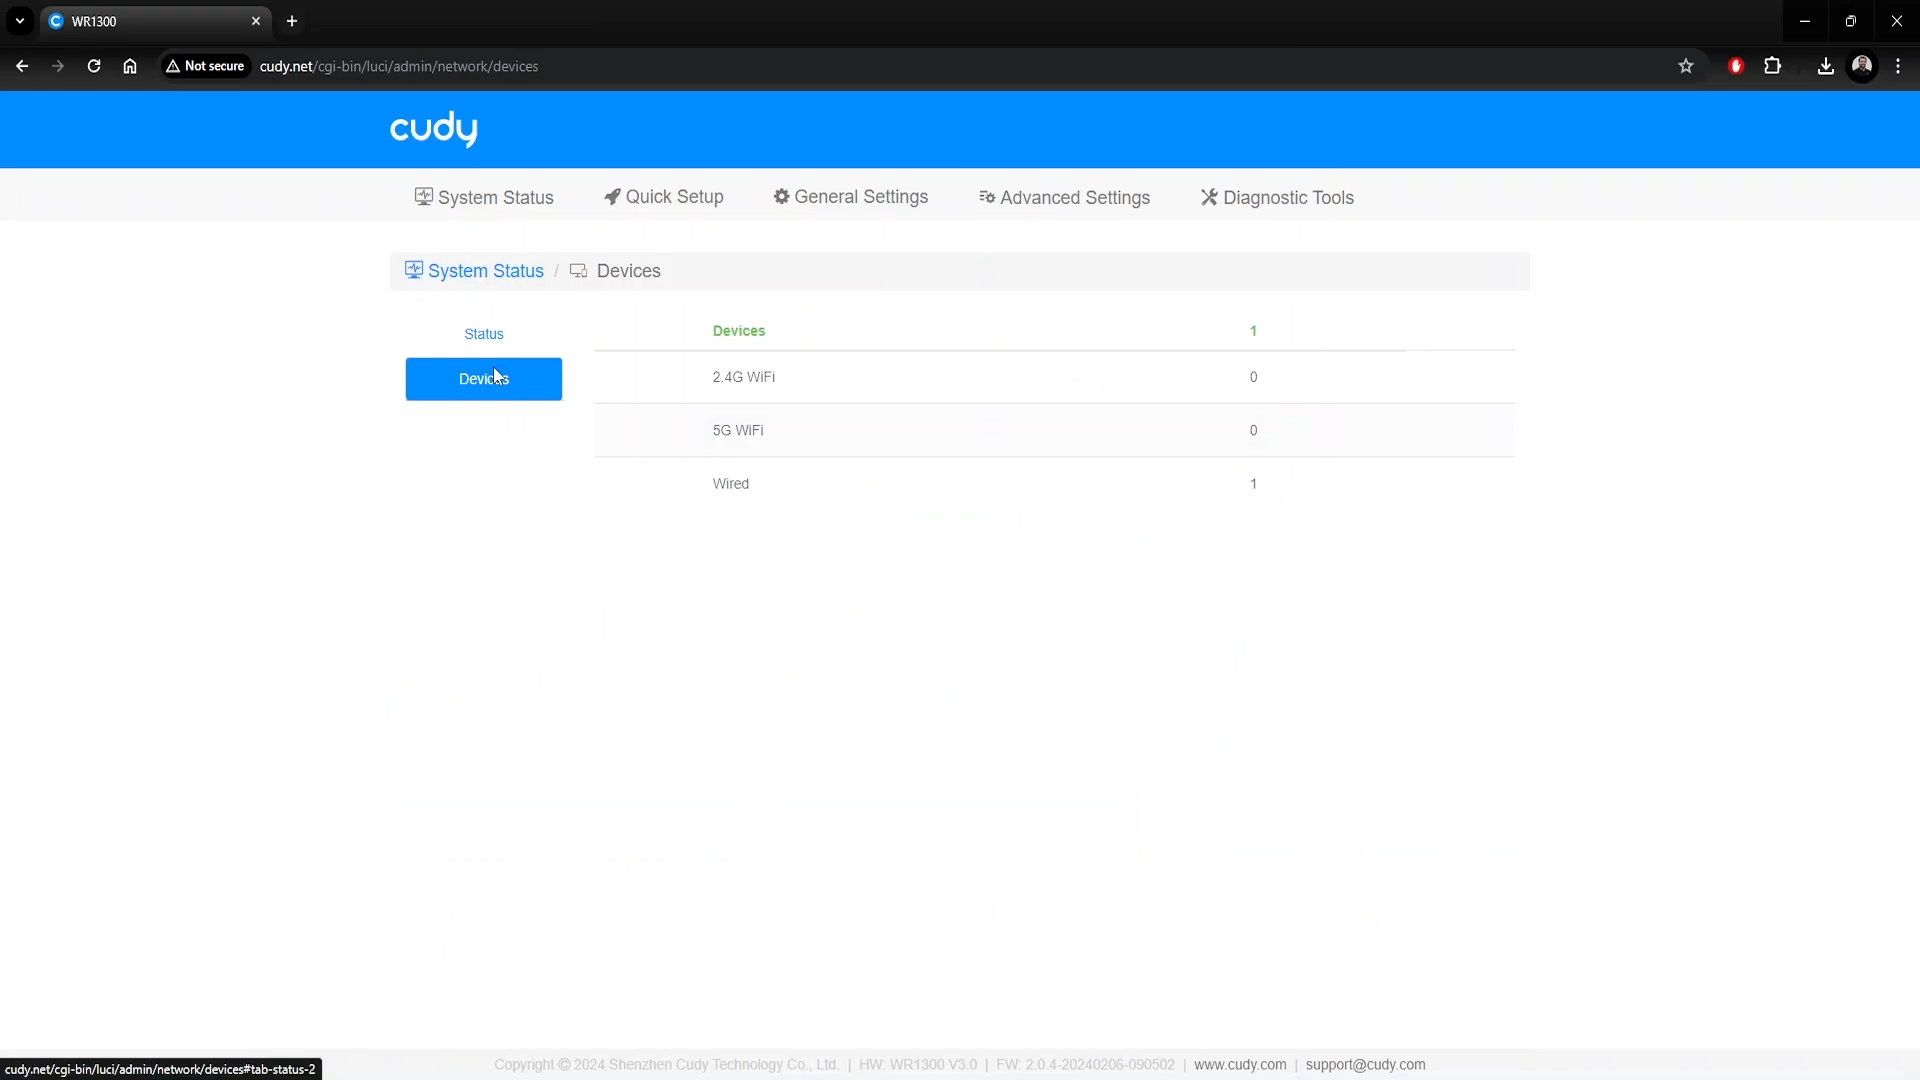 WR1300
Not secure
cudy.net/cgi-bin/luci/admin/network/devices
cudy
System Status
Quick Setup
General Settings
Advanced Settings
Diagnostic Tools
System Status / Devices
Status
Devices
Devices 1
2.4G WiFi 0
5G WiFi 0
Wired 1
Copyright © 2024 Shenzhen Cudy Technology Co., Ltd. | HW: WR1300 V3.0 | FW: 2.0.4-20240206-090502 | www.cudy.com | support@cudy.com
cudy.net/cgi-bin/luci/admin/network/devices#tab-status-2